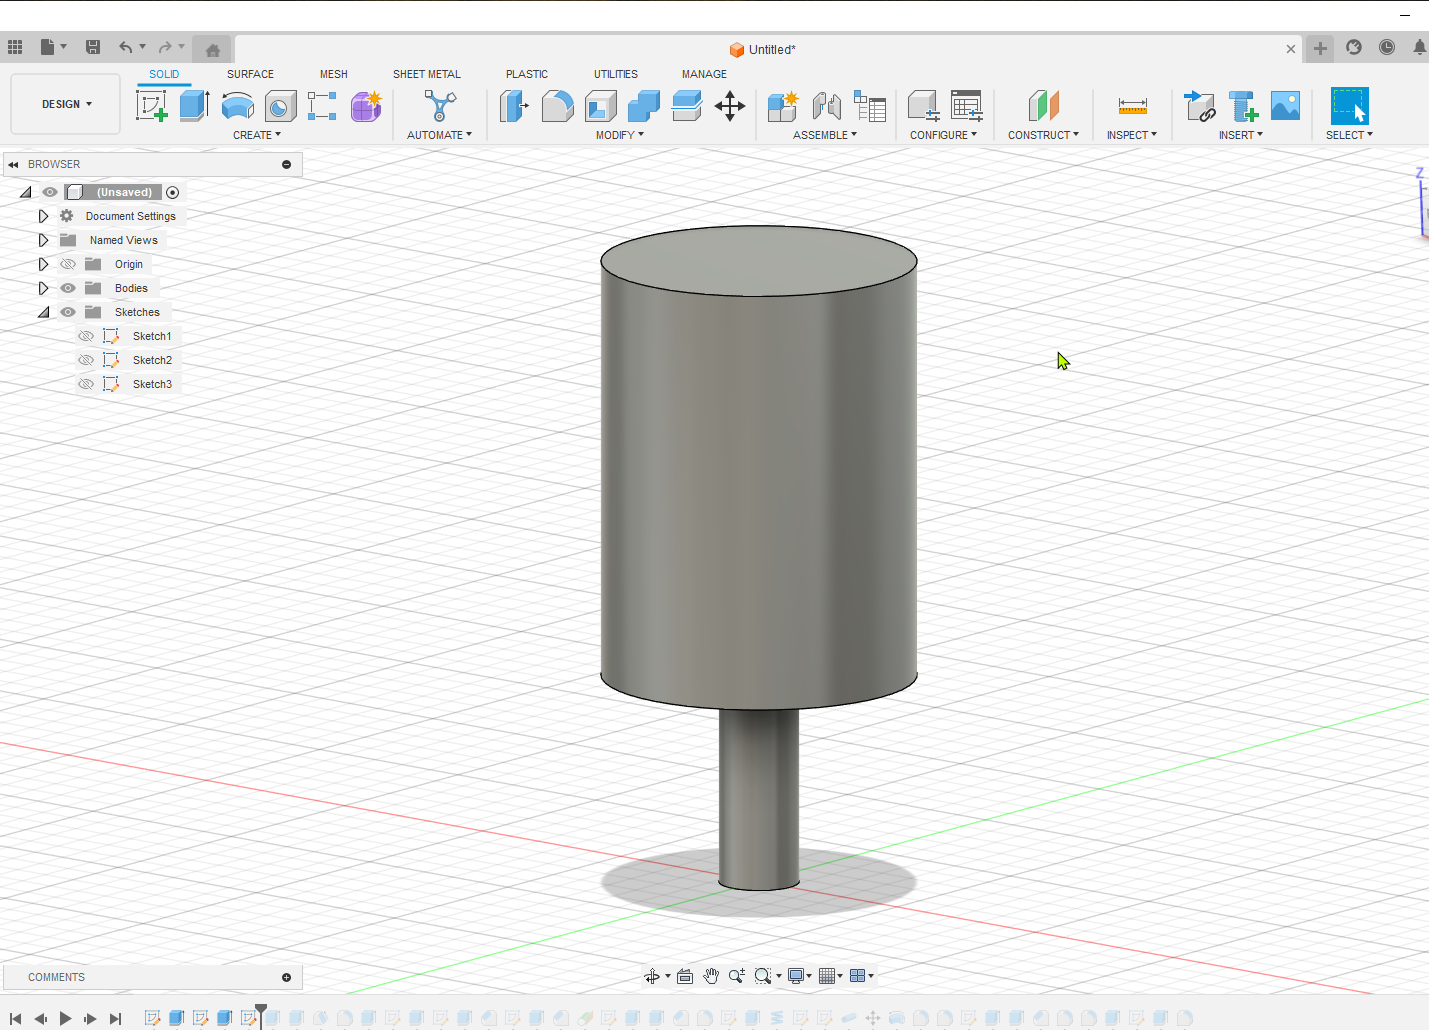 Untitled*
SOLID SURFACE MESH SHEET METAL PLASTIC UTILITIES MANAGE
DESIGN
CREATE AUTOMATE MODIFY ASSEMBLE CONFIGURE CONSTRUCT INSPECT INSERT SELECT
BROWSER
(Unsaved)
Document Settings
Named Views
Origin
Bodies
Sketches
Sketch1
Sketch2
Sketch3
Z
COMMENTS